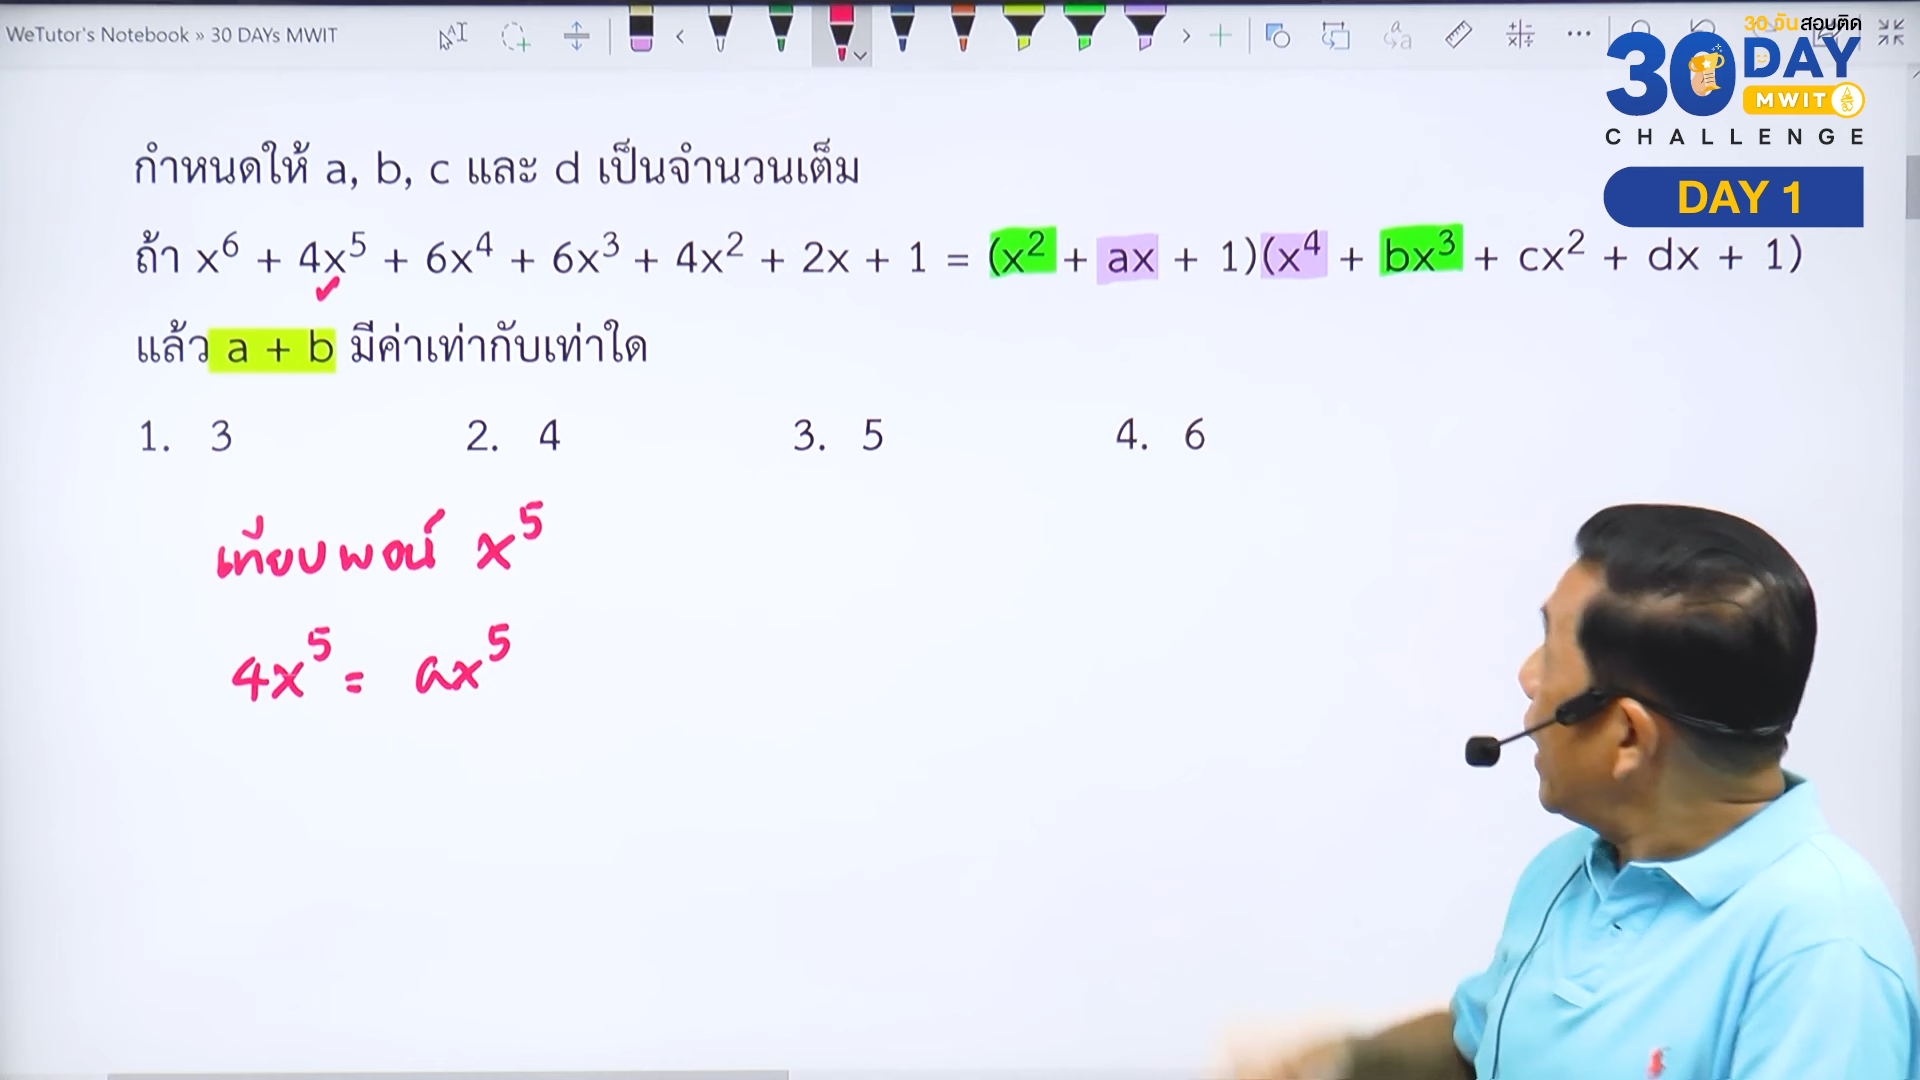 WeTutor's Notebook » 30 DAYs MWIT
30 วันสอบติด
30 DAY
MWIT
CHALLENGE
DAY 1
กำหนดให้ a, b, c และ d เป็นจำนวนเต็ม
ถ้า x⁶ + 4x⁵ + 6x⁴ + 6x³ + 4x² + 2x + 1 = (x² + ax + 1)(x⁴ + bx³ + cx² + dx + 1)
แล้ว a + b มีค่าเท่ากับเท่าใด
1. 3 2. 4 3. 5 4. 6
เทียบพจน์ x⁵
4x⁵ = ax⁵